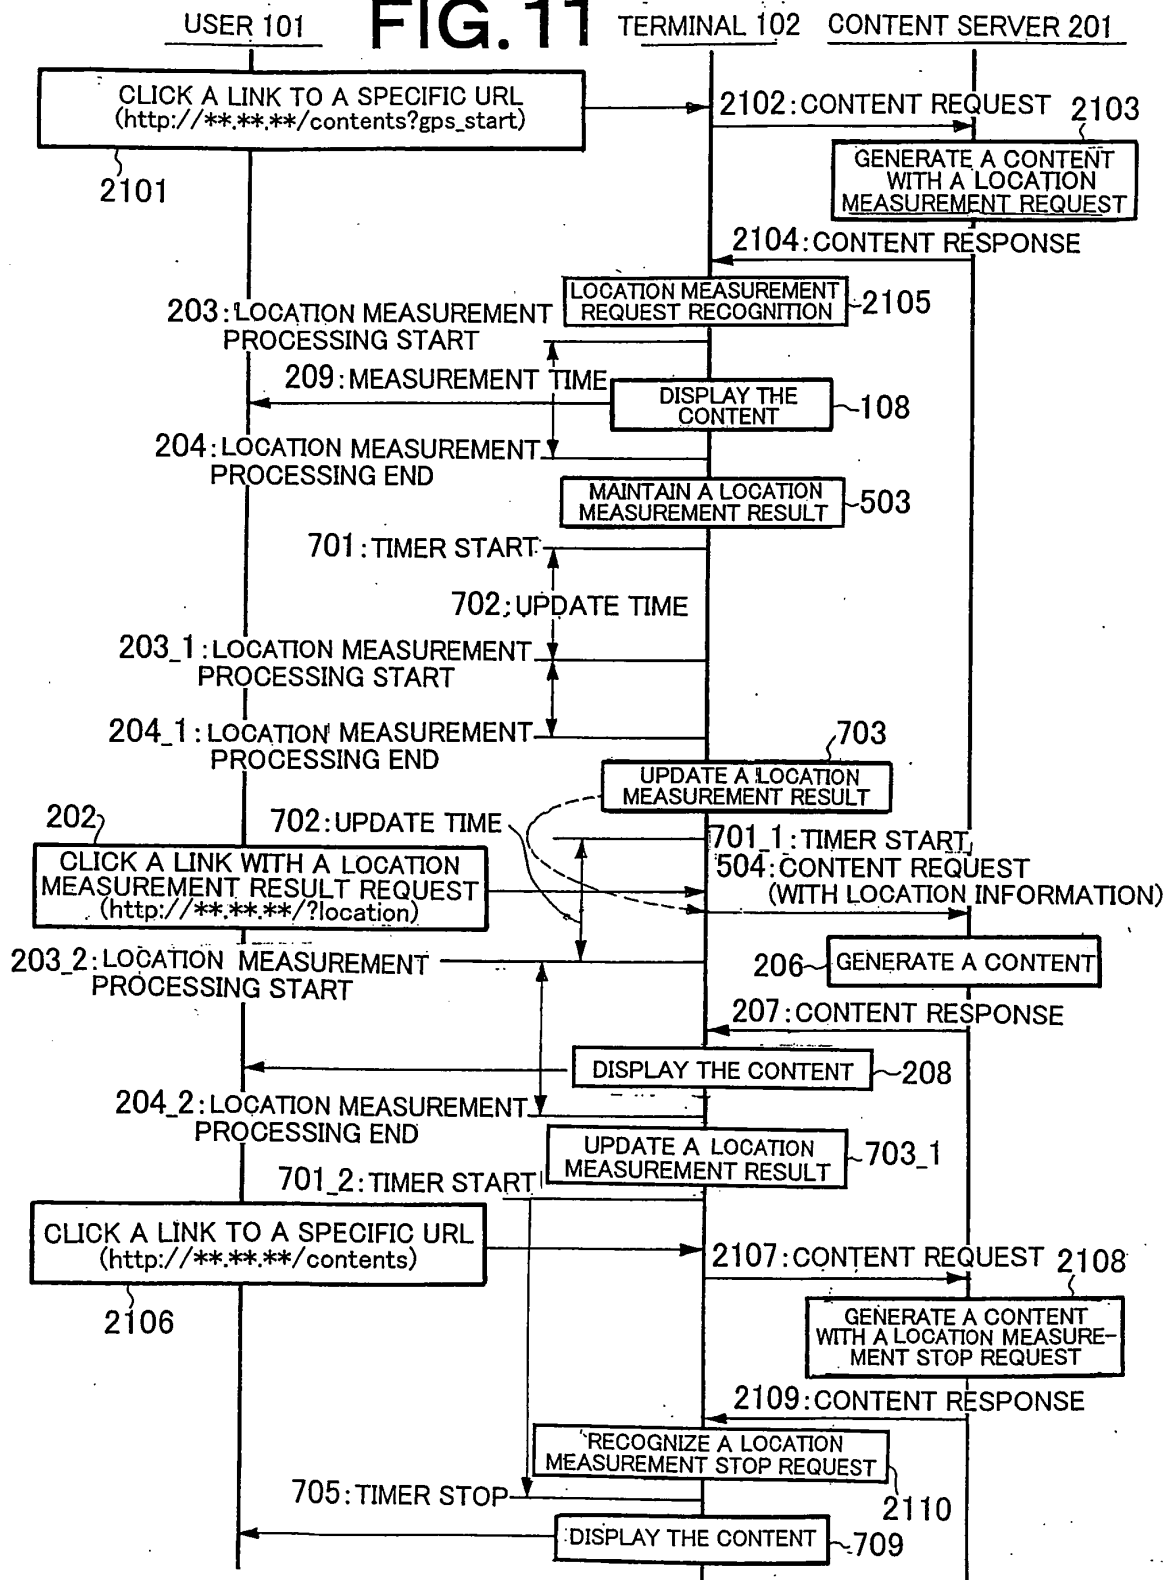 FIG.11
USER 101
TERMINAL 102
CONTENT SERVER 201
CLICK A LINK TO A SPECIFIC URL
(http://**.**.**/contents?gps_start)
2101
2102:CONTENT REQUEST
2103
GENERATE A CONTENT
WITH A LOCATION
MEASUREMENT REQUEST
2104:CONTENT RESPONSE
LOCATION MEASUREMENT
REQUEST RECOGNITION
2105
203:LOCATION MEASUREMENT
PROCESSING START
209:MEASUREMENT TIME
DISPLAY THE
CONTENT
108
204:LOCATION MEASUREMENT
PROCESSING END
MAINTAIN A LOCATION
MEASUREMENT RESULT
503
701:TIMER START
702:UPDATE TIME
203_1:LOCATION MEASUREMENT
PROCESSING START
204_1:LOCATION MEASUREMENT
PROCESSING END
703
UPDATE A LOCATION
MEASUREMENT RESULT
202
702:UPDATE TIME
701_1:TIMER START
CLICK A LINK WITH A LOCATION
MEASUREMENT RESULT REQUEST
(http://**.**.**/?location)
504:CONTENT REQUEST
(WITH LOCATION INFORMATION)
203_2:LOCATION MEASUREMENT
PROCESSING START
206
GENERATE A CONTENT
207:CONTENT RESPONSE
DISPLAY THE CONTENT
208
204_2:LOCATION MEASUREMENT
PROCESSING END
UPDATE A LOCATION
MEASUREMENT RESULT
703_1
701_2:TIMER START
CLICK A LINK TO A SPECIFIC URL
(http://**.**.**/contents)
2106
2107:CONTENT REQUEST
2108
GENERATE A CONTENT
WITH A LOCATION MEASURE-
MENT STOP REQUEST
2109:CONTENT RESPONSE
RECOGNIZE A LOCATION
MEASUREMENT STOP REQUEST
2110
705:TIMER STOP
DISPLAY THE CONTENT
709